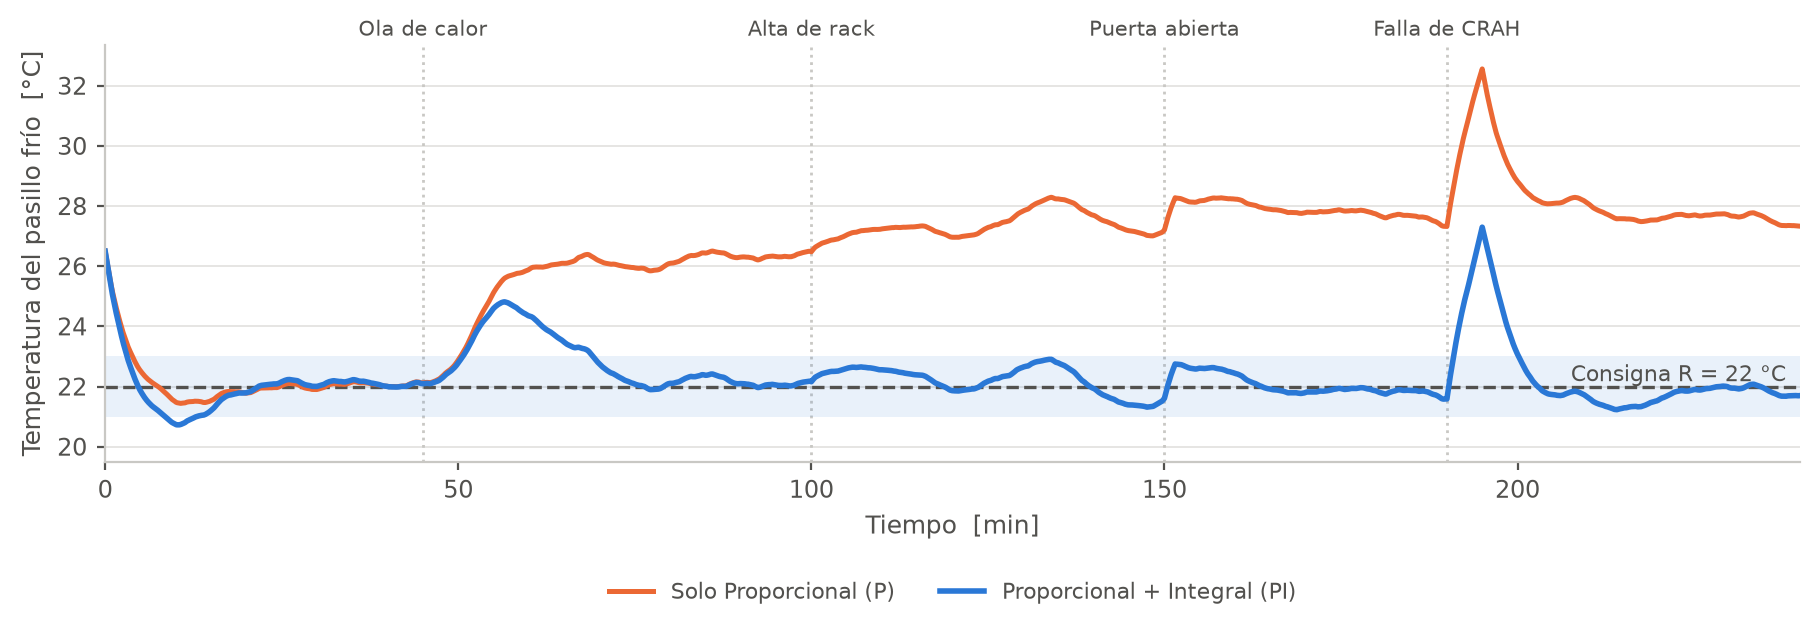 Ola de calor
Alta de rack
Puerta abierta
Falla de CRAH
Temperatura del pasillo frío [°C]
32
30
28
26
24
22
20
Consigna R = 22 °C
0
50
100
150
200
Tiempo [min]
Solo Proporcional (P)
Proporcional + Integral (PI)